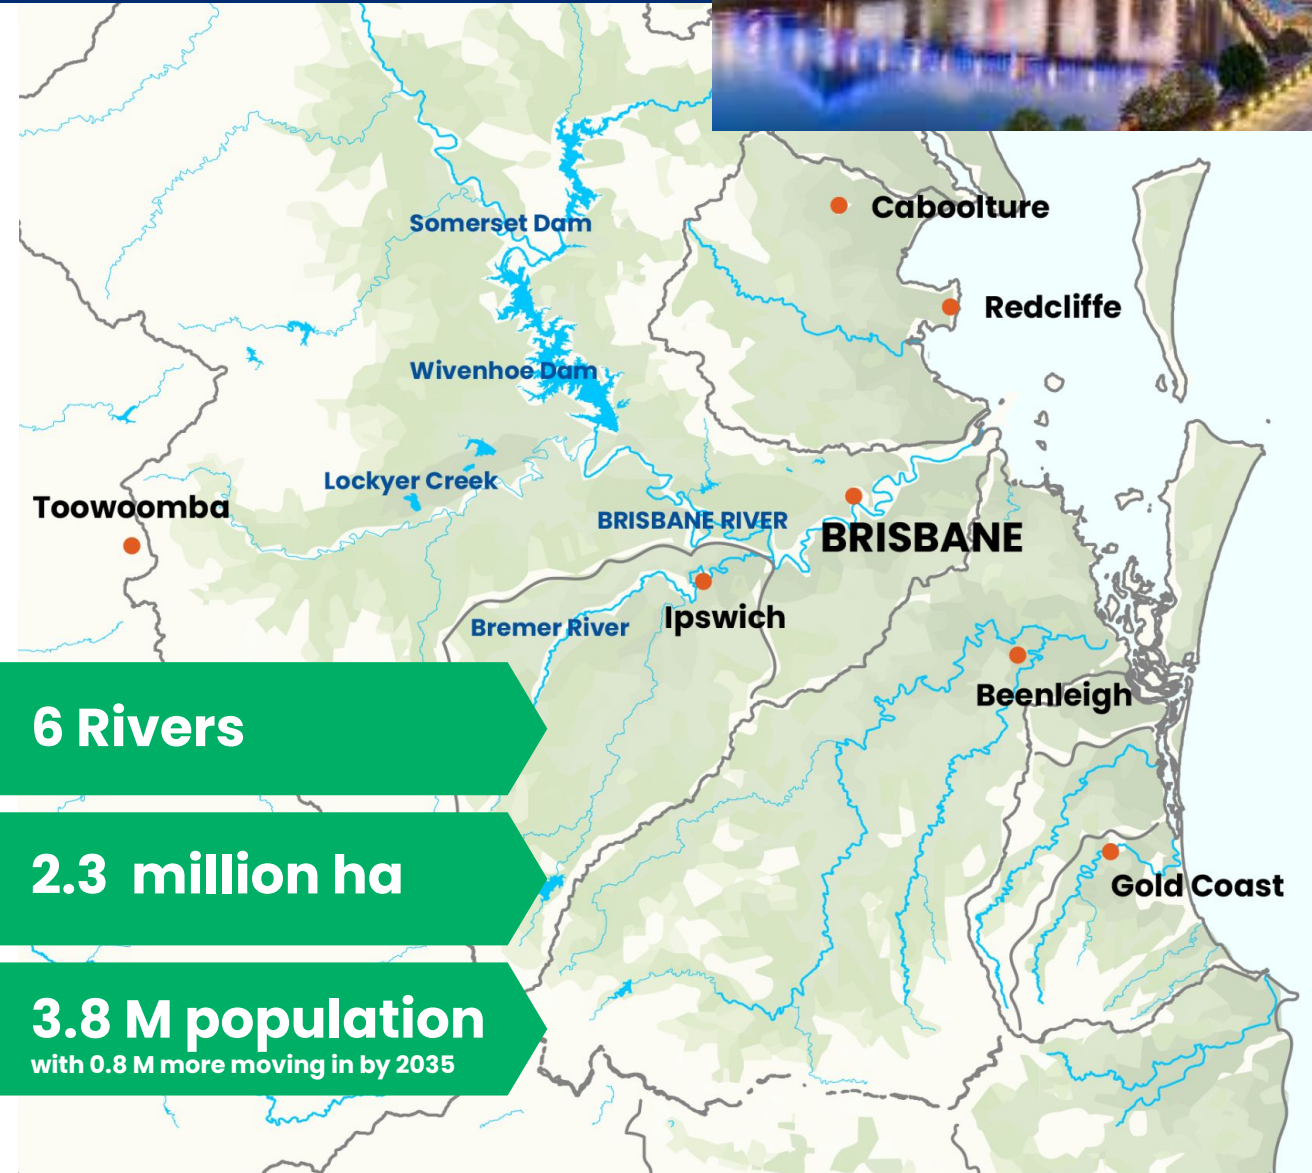 Caboolture
Somerset Dam
Redcliffe
Wivenhoe Dam
Lockyer Creek
Toowoomba
BRISBANE RIVER
BRISBANE
Ipswich
Bremer River
Beenleigh
6 Rivers
2.3 million ha
Gold Coast
3.8 M population
with 0.8 M more moving in by 2035